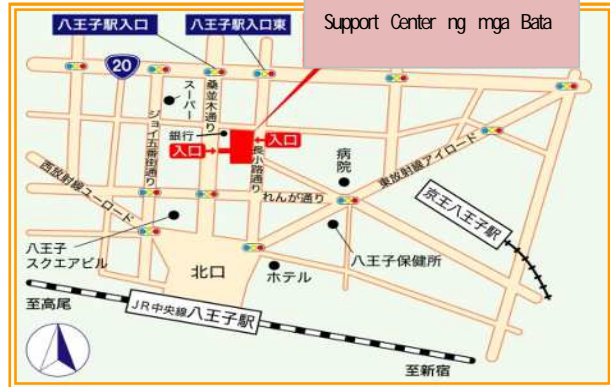 Support Center ng mga Bata
八王子駅入口
八王子駅入口東
20
スーパー
桑並木通り
ジョイ五番街通り
銀行
入口
入口
長小路通り
病院
東放射線アイロード
西放射線ユーロード
れんが通り
京王八王子駅
八王子
スクエアビル
八王子保健所
北口
ホテル
至高尾
JR中央線八王子駅
至新宿